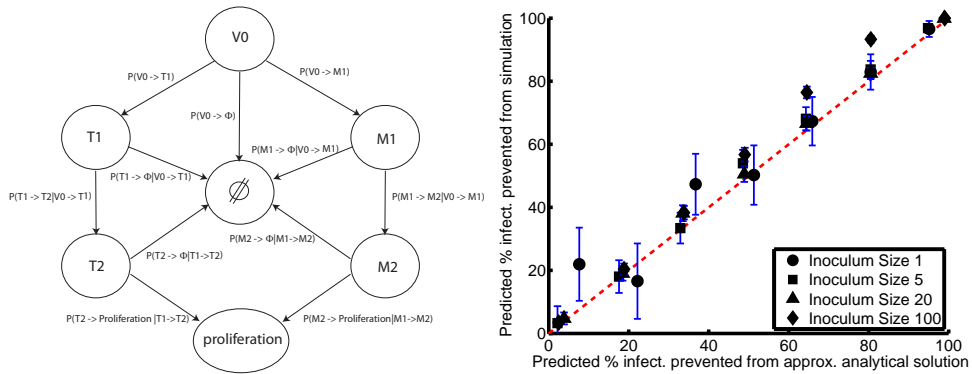 V0
P(V0 -> T1)
P(V0 -> M1)
P(V0 -> Φ)
T1
M1
P(T1 -> Φ|V0 -> T1)
P(M1 -> Φ|V0 -> M1)
P(T1 -> T2|V0 -> T1)
P(M1 -> M2|V0 -> M1)
P(T2 -> Φ|T1->T2)
P(M2 -> Φ|M1->M2)
T2
M2
P(T2 -> Proliferation |T1->T2)
P(M2 -> Proliferation|M1->M2)
proliferation
Predicted % infect. prevented from simulation
100
80
60
40
20
0
0
20
40
60
80
100
Inoculum Size 1
Inoculum Size 5
Inoculum Size 20
Inoculum Size 100
Predicted % infect. prevented from approx. analytical solution